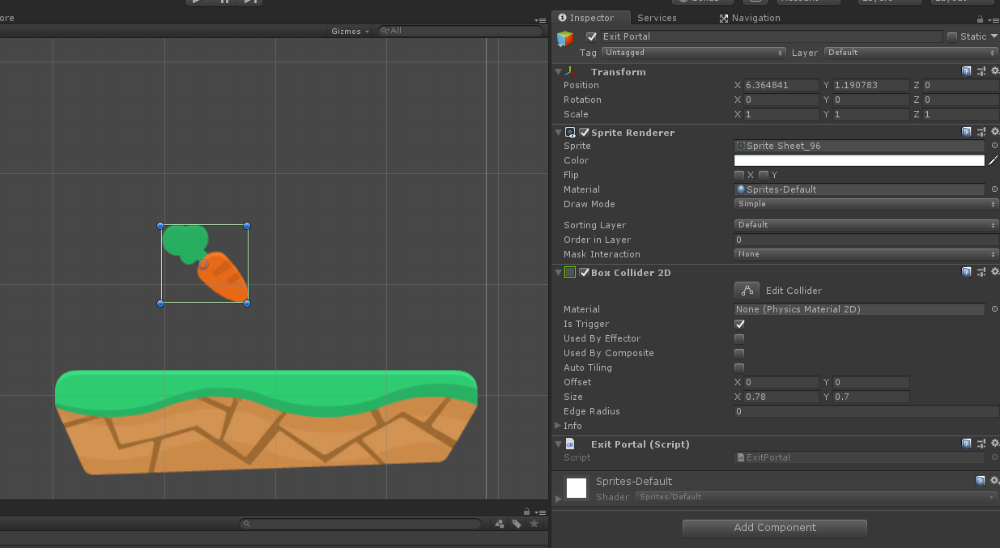 ore
Gizmos
All
Inspector Services Navigation
Exit Portal Static
Tag Untagged Layer Default
Transform
Position X 6.364841 Y 1.190783 Z 0
Rotation X 0 Y 0 Z 0
Scale X 1 Y 1 Z 1
Sprite Renderer
Sprite Sprite Sheet_96
Color
Flip X Y
Material Sprites-Default
Draw Mode Simple
Sorting Layer Default
Order in Layer 0
Mask Interaction None
Box Collider 2D
Edit Collider
Material None (Physics Material 2D)
Is Trigger
Used By Effector
Used By Composite
Auto Tiling
Offset X 0 Y 0
Size X 0.78 Y 0.7
Edge Radius 0
Info
Exit Portal (Script)
Script ExitPortal
Sprites-Default
Shader Sprites/Default
Add Component